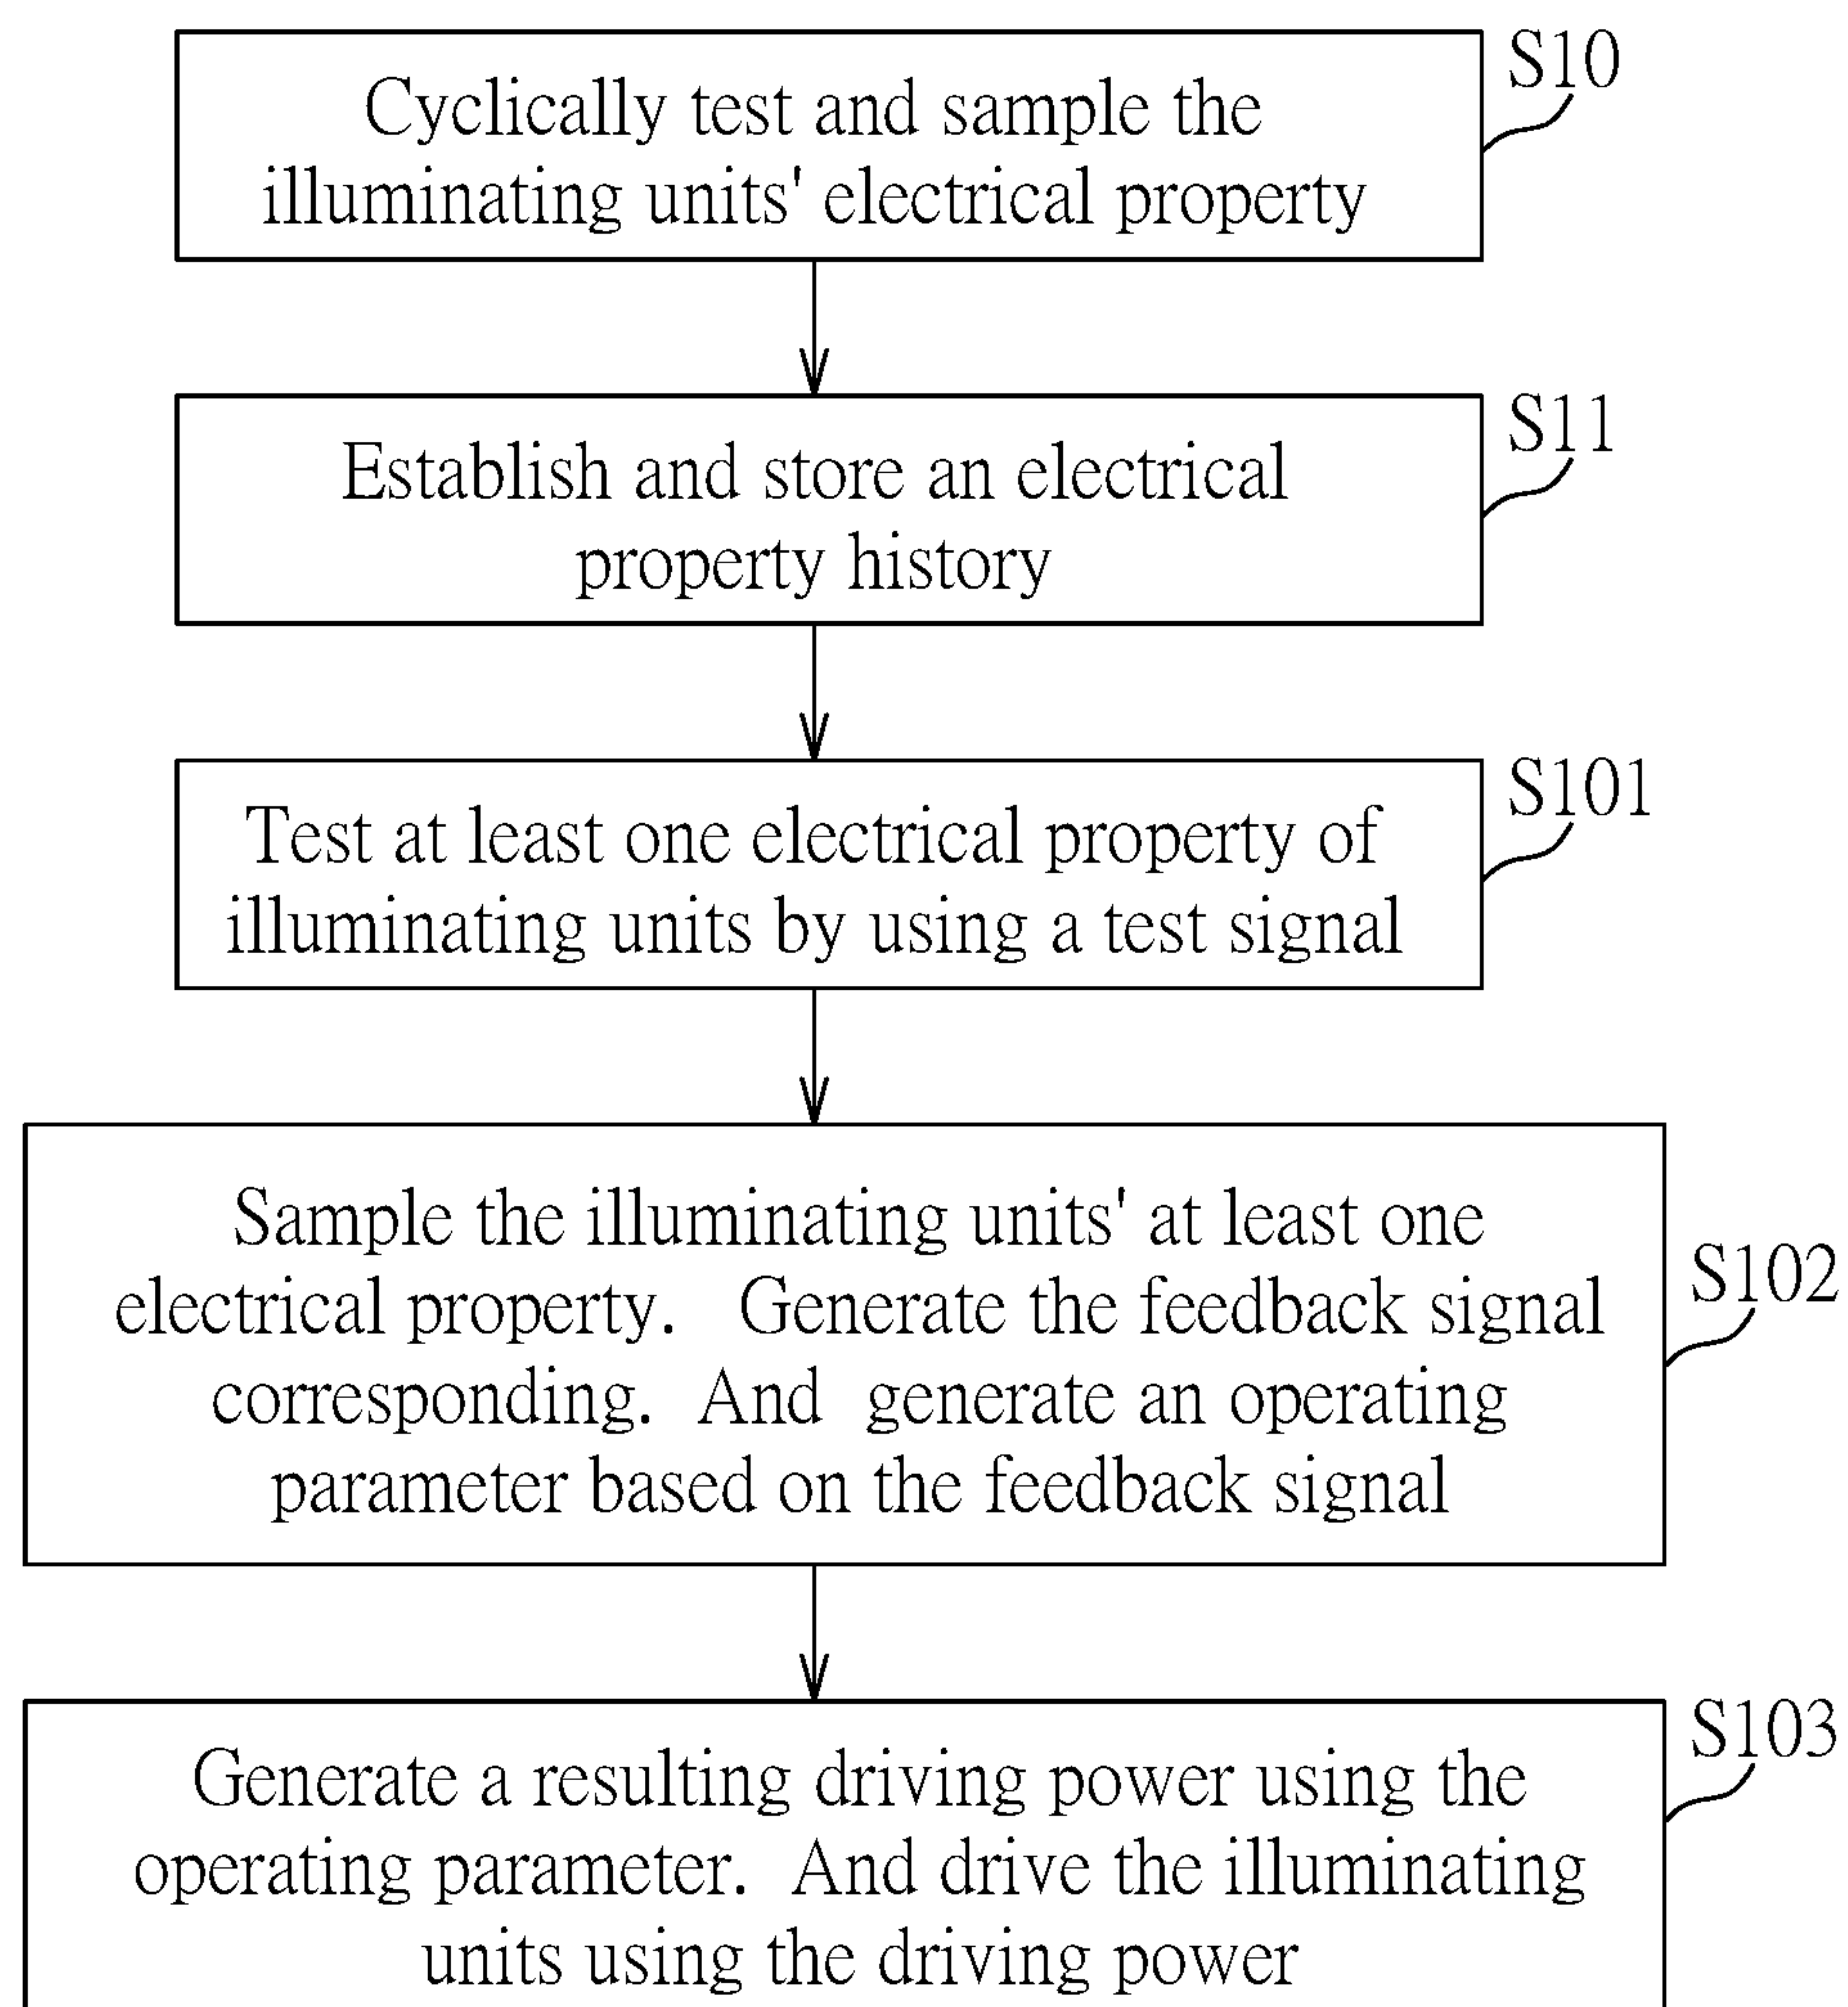 S10
Cyclically test and sample the
illuminating units' electrical property
S11
Establish and store an electrical
property history
S101
Test at least one electrical property of
illuminating units by using a test signal
S102
Sample the illuminating units' at least one
electrical property. Generate the feedback signal
corresponding. And generate an operating
parameter based on the feedback signal
S103
Generate a resulting driving power using the
operating parameter. And drive the illuminating
units using the driving power